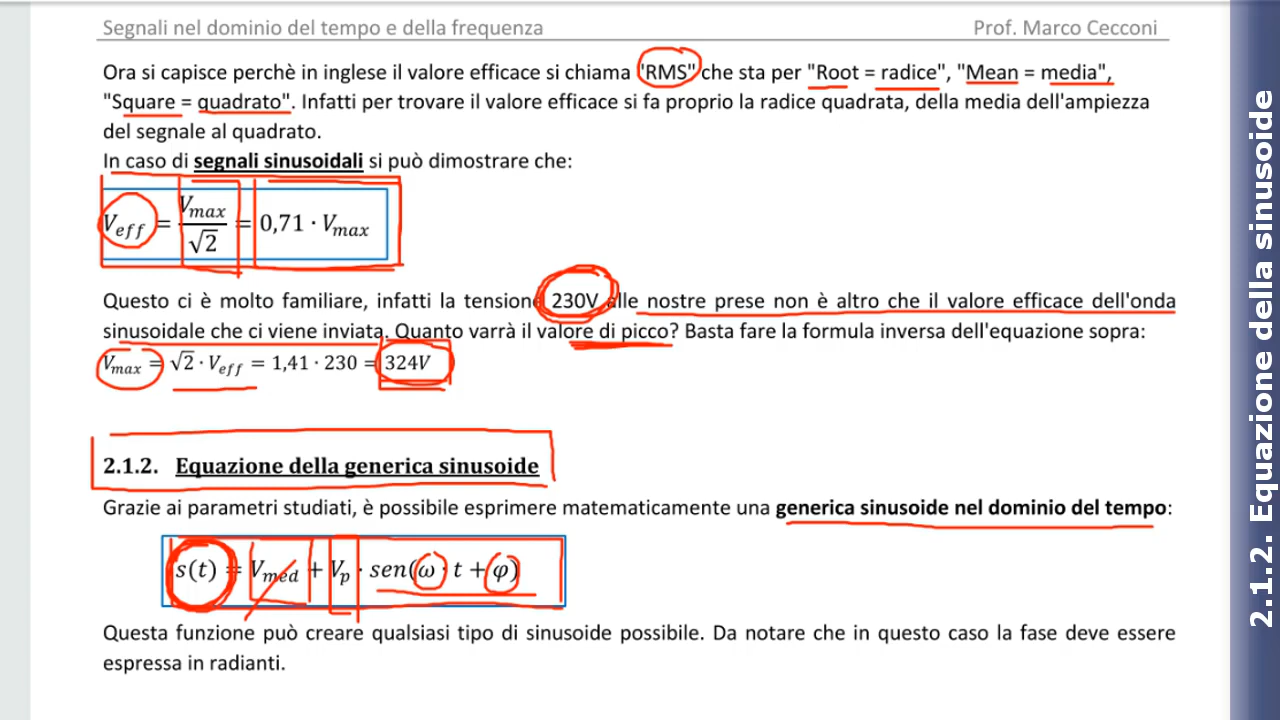 Segnali nel dominio del tempo e della frequenza Prof. Marco Cecconi
Ora si capisce perchè in inglese il valore efficace si chiama "RMS" che sta per "Root = radice", "Mean = media",
"Square = quadrato". Infatti per trovare il valore efficace si fa proprio la radice quadrata, della media dell'ampiezza
del segnale al quadrato.
In caso di segnali sinusoidali si può dimostrare che:
V_eff = V_max / √2 = 0,71 · V_max
Questo ci è molto familiare, infatti la tensione 230V alle nostre prese non è altro che il valore efficace dell'onda
sinusoidale che ci viene inviata. Quanto varrà il valore di picco? Basta fare la formula inversa dell'equazione sopra:
V_max = √2 · V_eff = 1,41 · 230 = 324V
2.1.2. Equazione della generica sinusoide
Grazie ai parametri studiati, è possibile esprimere matematicamente una generica sinusoide nel dominio del tempo:
s(t) = V_med + V_p · sen(ω · t + φ)
Questa funzione può creare qualsiasi tipo di sinusoide possibile. Da notare che in questo caso la fase deve essere
espressa in radianti.
2.1.2. Equazione della sinusoide